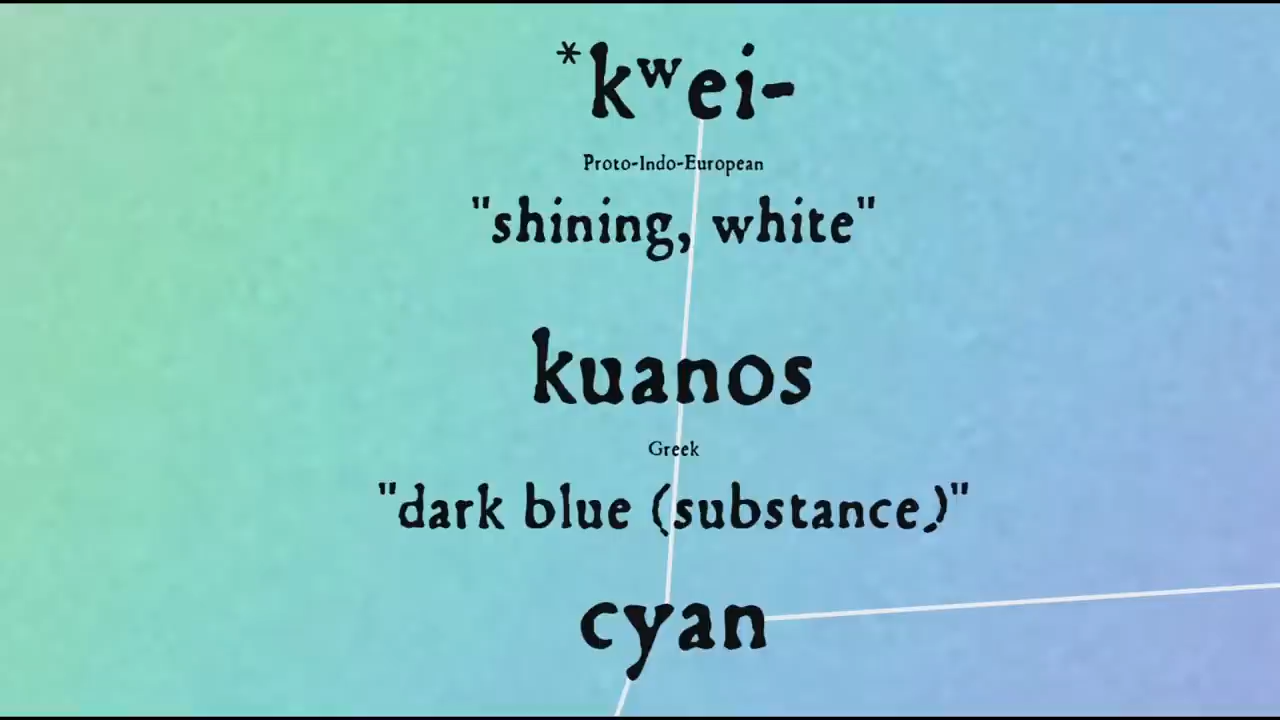 *kʷei-
Proto-Indo-European
"shining, white"
kuanos
Greek
"dark blue (substance)"
cyan